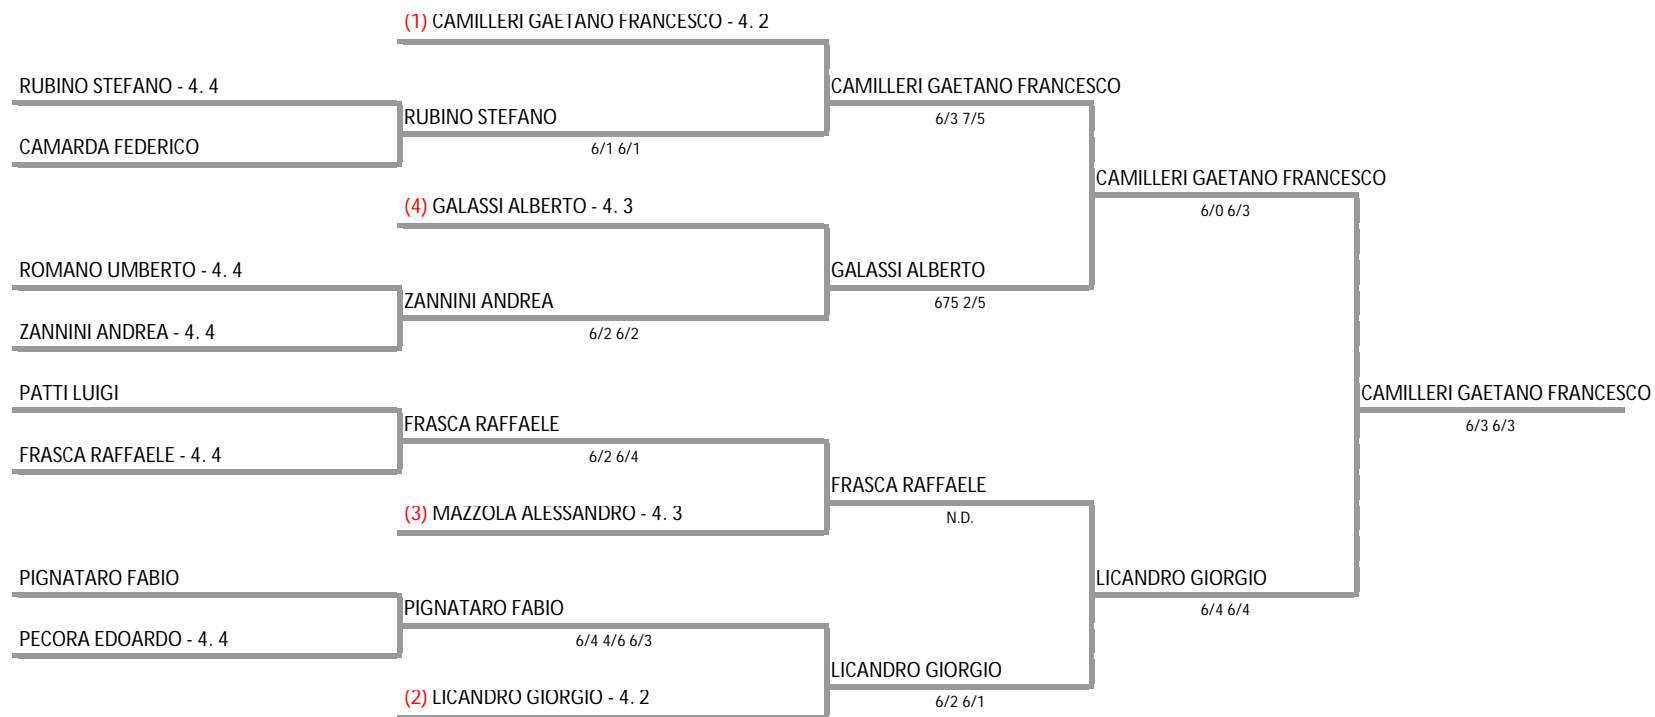 (1) CAMILLERI GAETANO FRANCESCO - 4. 2
RUBINO STEFANO - 4. 4
CAMILLERI GAETANO FRANCESCO
RUBINO STEFANO
6/3 7/5
CAMARDA FEDERICO
6/1 6/1
CAMILLERI GAETANO FRANCESCO
(4) GALASSI ALBERTO - 4. 3
6/0 6/3
ROMANO UMBERTO - 4. 4
GALASSI ALBERTO
ZANNINI ANDREA
675 2/5
ZANNINI ANDREA - 4. 4
6/2 6/2
PATTI LUIGI
CAMILLERI GAETANO FRANCESCO
FRASCA RAFFAELE
6/3 6/3
FRASCA RAFFAELE - 4. 4
6/2 6/4
FRASCA RAFFAELE
(3) MAZZOLA ALESSANDRO - 4. 3
N.D.
PIGNATARO FABIO
LICANDRO GIORGIO
PIGNATARO FABIO
6/4 6/4
PECORA EDOARDO - 4. 4
6/4 4/6 6/3
LICANDRO GIORGIO
(2) LICANDRO GIORGIO - 4. 2
6/2 6/1